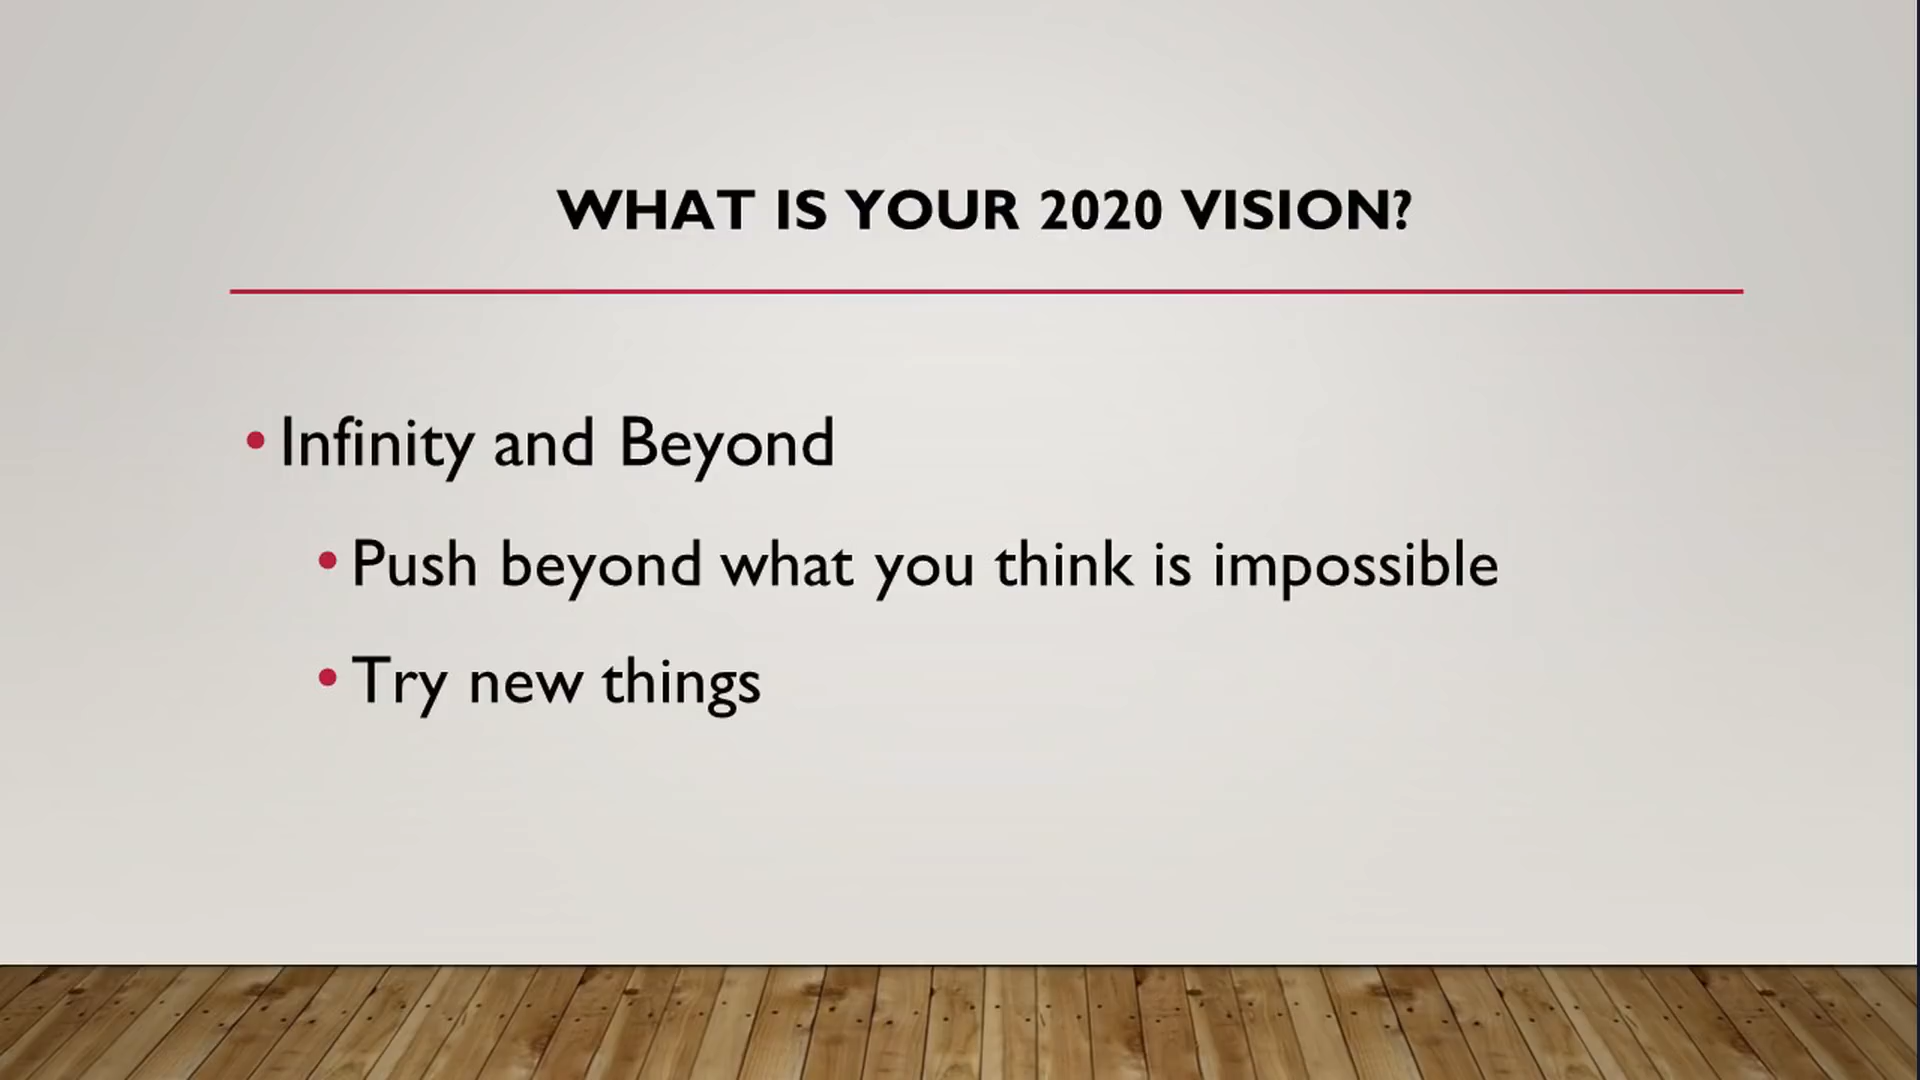 WHAT IS YOUR 2020 VISION?
• Infinity and Beyond
• Push beyond what you think is impossible
• Try new things